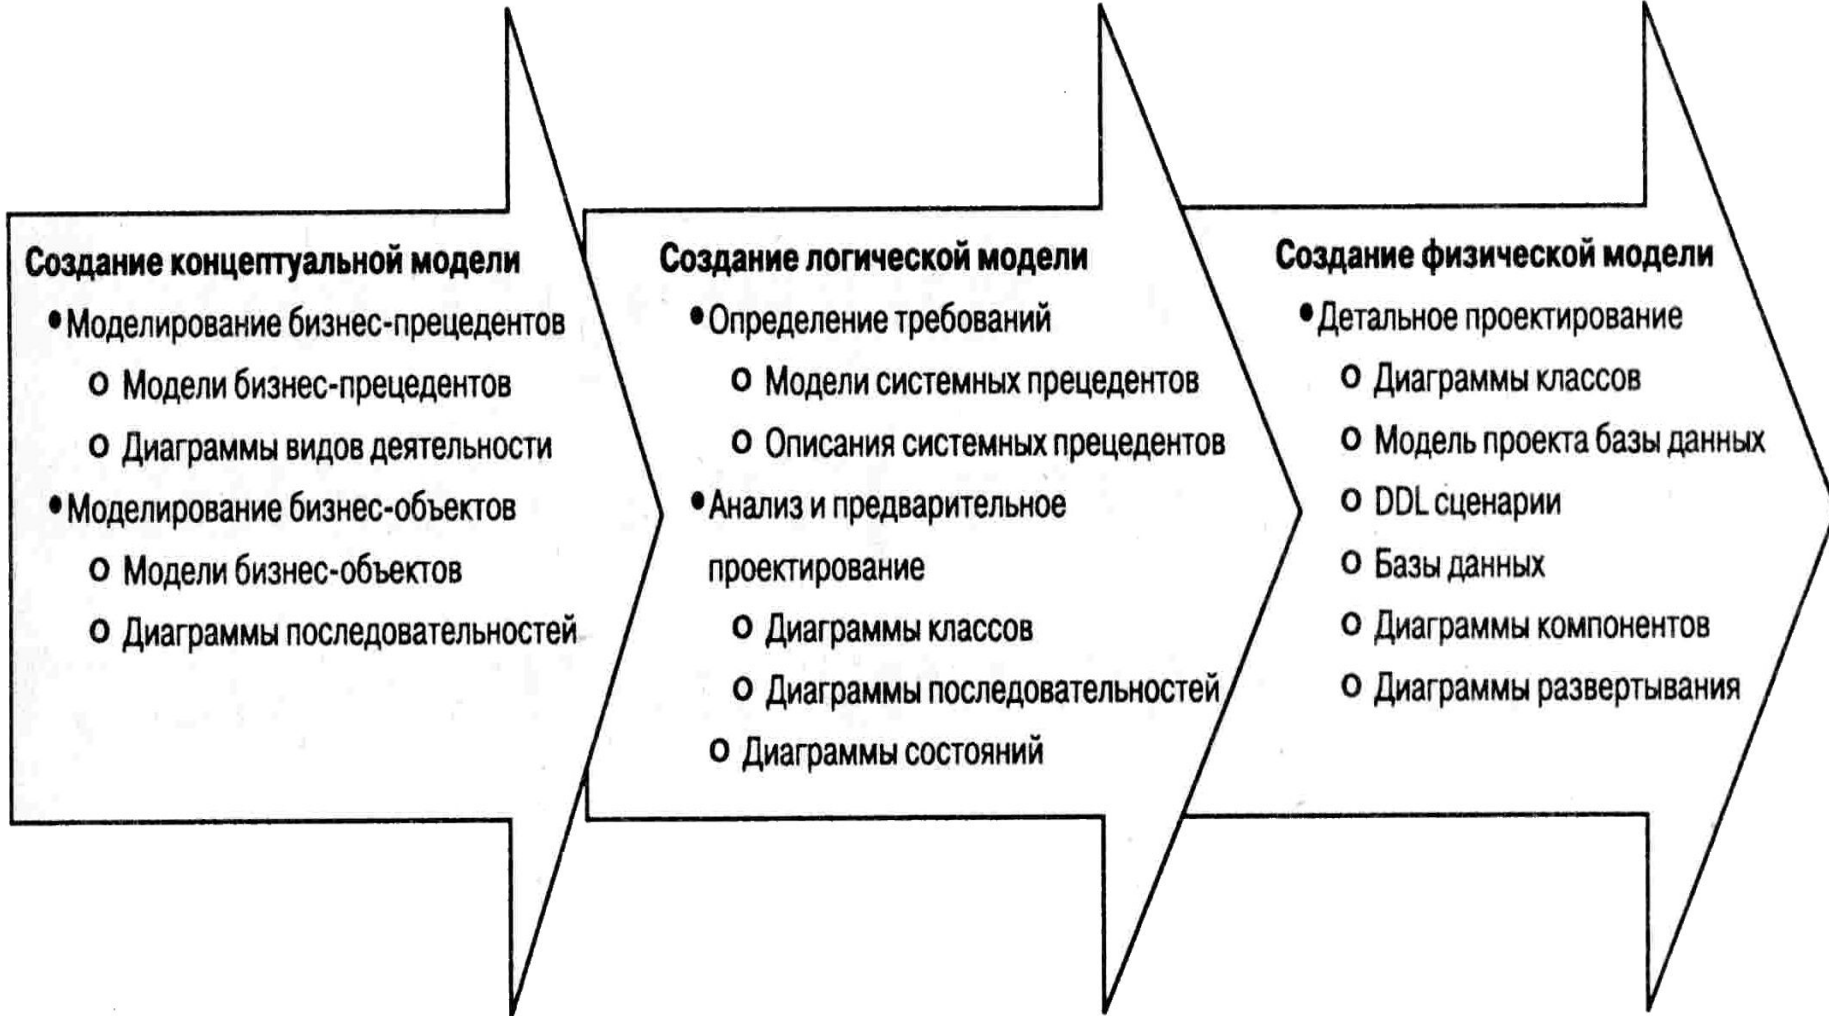 Создание концептуальной модели
•Моделирование бизнес-прецедентов
o Модели бизнес-прецедентов
o Диаграммы видов деятельности
•Моделирование бизнес-объектов
o Модели бизнес-объектов
o Диаграммы последовательностей
Создание логической модели
•Определение требований
o Модели системных прецедентов
o Описания системных прецедентов
•Анализ и предварительное
проектирование
o Диаграммы классов
o Диаграммы последовательностей
o Диаграммы состояний
Создание физической модели
•Детальное проектирование
o Диаграммы классов
o Модель проекта базы данных
o DDL сценарии
o Базы данных
o Диаграммы компонентов
o Диаграммы развертывания